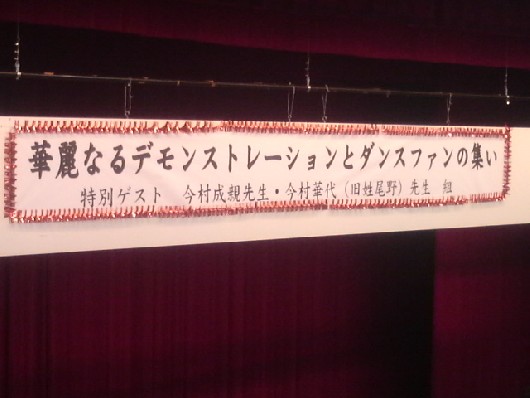 華麗なるデモンストレーションとダンスファンの集い
特別ゲスト　今村成親先生・今村華代（旧姓尾野）先生　組